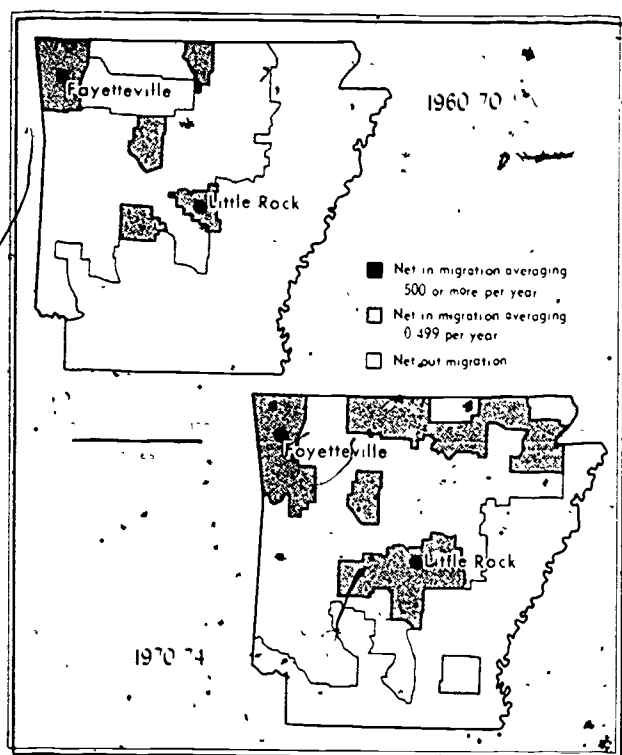 Fayetteville
1960 70
Little Rock
Net in migration averaging
500 or more per year
Net in migration averaging
0 499 per year
Net out migration
Fayetteville
Little Rock
1970 74